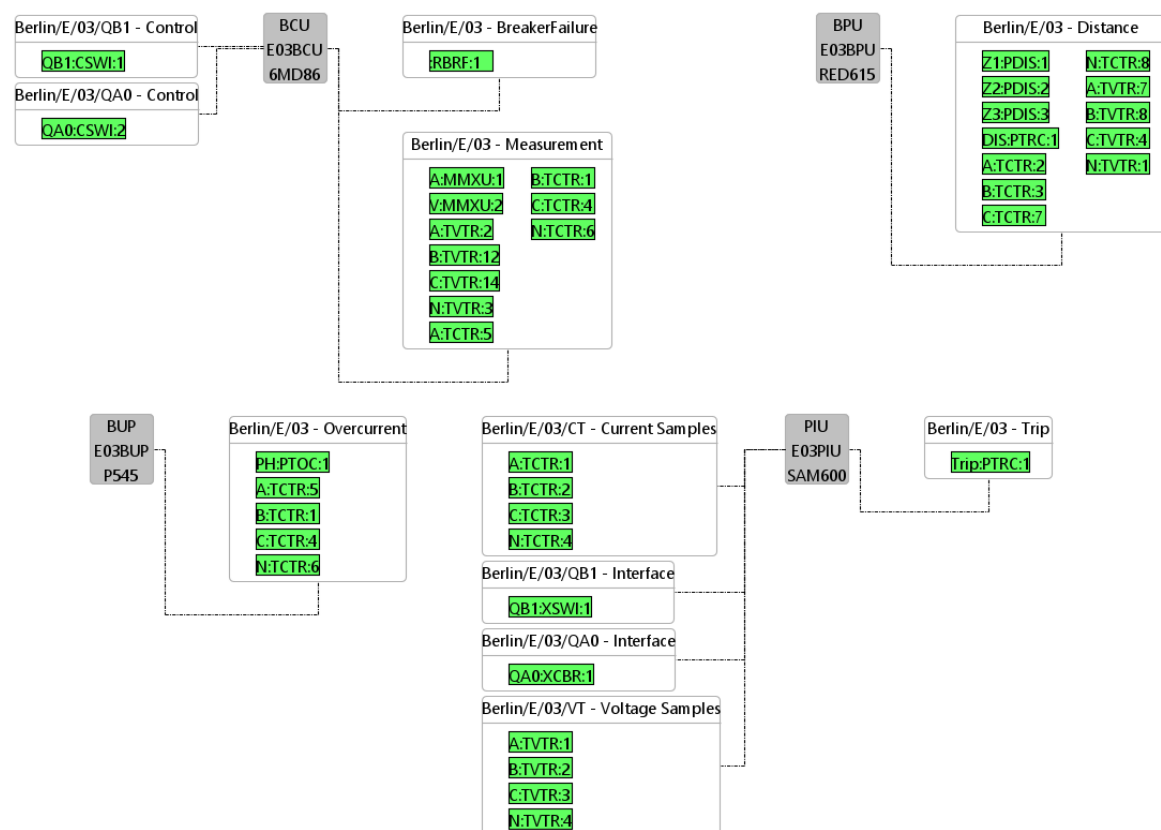 Berlin/E/03/QB1 - Control
QB1:CSWI:1
Berlin/E/03/QA0 - Control
QA0:CSWI:2
BCU
E03BCU
6MD86
Berlin/E/03 - BreakerFailure
:RBRF:1
Berlin/E/03 - Measurement
A:MMXU:1
V:MMXU:2
A:TVTR:2
B:TVTR:12
C:TVTR:14
N:TVTR:3
A:TCTR:5
B:TCTR:1
C:TCTR:4
N:TCTR:6
BPU
E03BPU
RED615
Berlin/E/03 - Distance
Z1:PDIS:1
Z2:PDIS:2
Z3:PDIS:3
DIS:PTRC:1
A:TCTR:2
B:TCTR:3
C:TCTR:7
N:TCTR:8
A:TVTR:7
B:TVTR:8
C:TVTR:4
N:TVTR:1
BUP
E03BUP
P545
Berlin/E/03 - Overcurrent
PH:PTOC:1
A:TCTR:5
B:TCTR:1
C:TCTR:4
N:TCTR:6
Berlin/E/03/CT - Current Samples
A:TCTR:1
B:TCTR:2
C:TCTR:3
N:TCTR:4
Berlin/E/03/QB1 - Interface
QB1:XSWI:1
Berlin/E/03/QA0 - Interface
QA0:XCBR:1
Berlin/E/03/VT - Voltage Samples
A:TVTR:1
B:TVTR:2
C:TVTR:3
N:TVTR:4
PIU
E03PIU
SAM600
Berlin/E/03 - Trip
Trip:PTRC:1